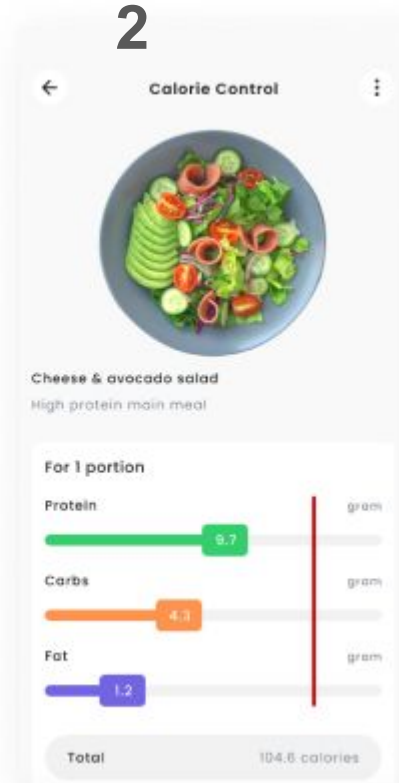 2
Calorie Control
Cheese & avocado salad
High protein main meal
For 1 portion
Protein gram
9.7
Carbs gram
4.3
Fat gram
1.2
Total 104.6 calories